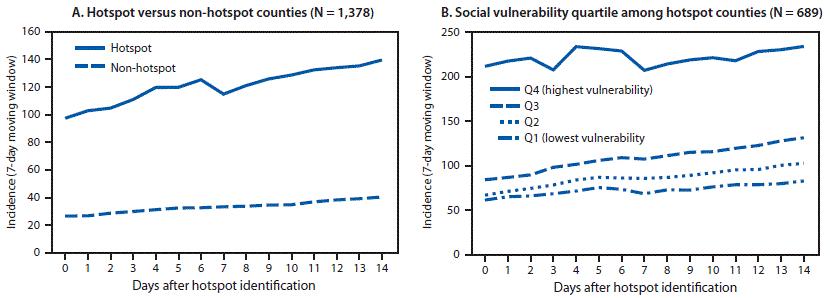 A. Hotspot versus non-hotspot counties (N = 1,378)
160
140
120
100
80
60
40
20
0
Incidence (7-day moving window)
Hotspot
Non-hotspot
0 1 2 3 4 5 6 7 8 9 10 11 12 13 14
Days after hotspot identification
B. Social vulnerability quartile among hotspot counties (N = 689)
250
200
150
100
50
0
Incidence (7-day moving window)
Q4 (highest vulnerability)
Q3
Q2
Q1 (lowest vulnerability
0 1 2 3 4 5 6 7 8 9 10 11 12 13 14
Days after hotspot identification